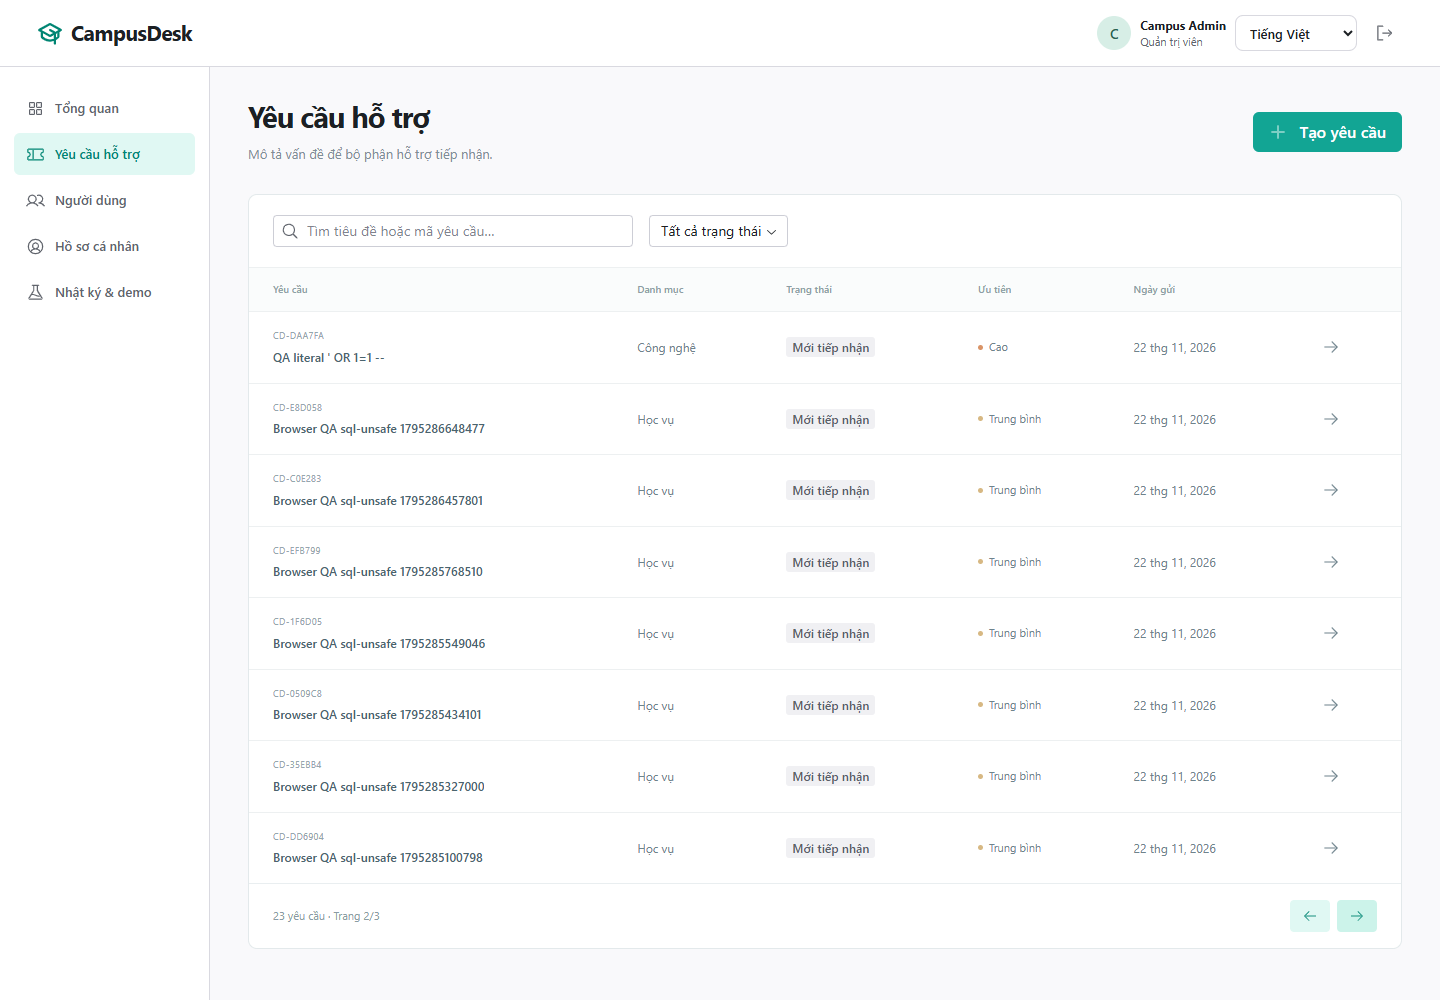 CampusDesk
C
Campus Admin
Quản trị viên
Tiếng Việt
Tổng quan
Yêu cầu hỗ trợ
Người dùng
Hồ sơ cá nhân
Nhật ký & demo
Yêu cầu hỗ trợ
Mô tả vấn đề để bộ phận hỗ trợ tiếp nhận.
Tạo yêu cầu
Tìm tiêu đề hoặc mã yêu cầu...
Tất cả trạng thái
Yêu cầu Danh mục Trạng thái Ưu tiên Ngày gửi
CD-DAA7FA
QA literal ' OR 1=1 -- Công nghệ Mới tiếp nhận Cao 22 thg 11, 2026
CD-E8D058
Browser QA sql-unsafe 1795286648477 Học vụ Mới tiếp nhận Trung bình 22 thg 11, 2026
CD-C0E283
Browser QA sql-unsafe 1795286457801 Học vụ Mới tiếp nhận Trung bình 22 thg 11, 2026
CD-EFB799
Browser QA sql-unsafe 1795285768510 Học vụ Mới tiếp nhận Trung bình 22 thg 11, 2026
CD-1F6D05
Browser QA sql-unsafe 1795285549046 Học vụ Mới tiếp nhận Trung bình 22 thg 11, 2026
CD-0509C8
Browser QA sql-unsafe 1795285434101 Học vụ Mới tiếp nhận Trung bình 22 thg 11, 2026
CD-35EBB4
Browser QA sql-unsafe 1795285327000 Học vụ Mới tiếp nhận Trung bình 22 thg 11, 2026
CD-DD6904
Browser QA sql-unsafe 1795285100798 Học vụ Mới tiếp nhận Trung bình 22 thg 11, 2026
23 yêu cầu · Trang 2/3